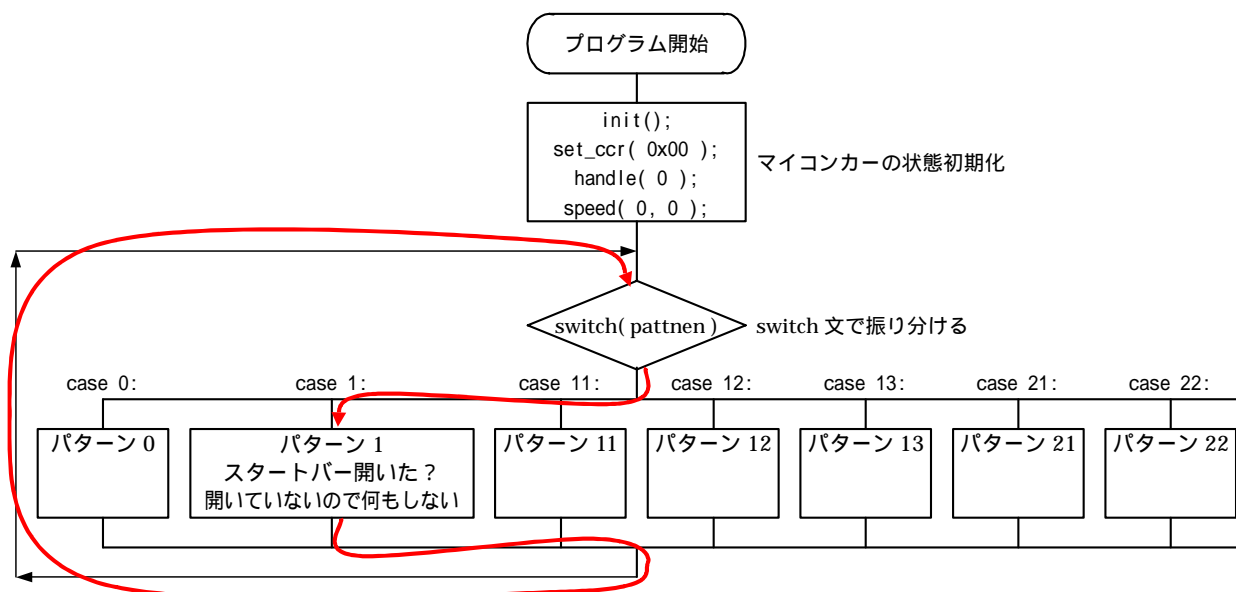 プログラム開始
init();
set_ccr( 0x00 );
handle( 0 );
speed( 0, 0 );
マイコンカーの状態初期化
switch( pattnen )
switch 文で振り分ける
case 0:
case 1:
case 11:
case 12:
case 13:
case 21:
case 22:
パターン 0
パターン 1
スタートバー開いた？
開いていないので何もしない
パターン 11
パターン 12
パターン 13
パターン 21
パターン 22